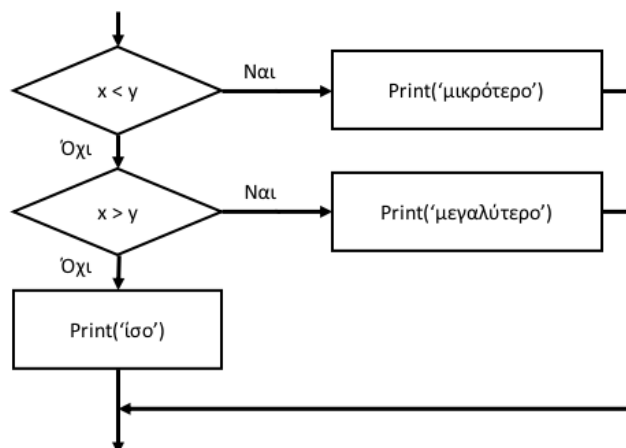 x < y
Ναι
Print(‘μικρότερο’)
Όχι
x > y
Ναι
Print(‘μεγαλύτερο’)
Όχι
Print(‘ίσο’)